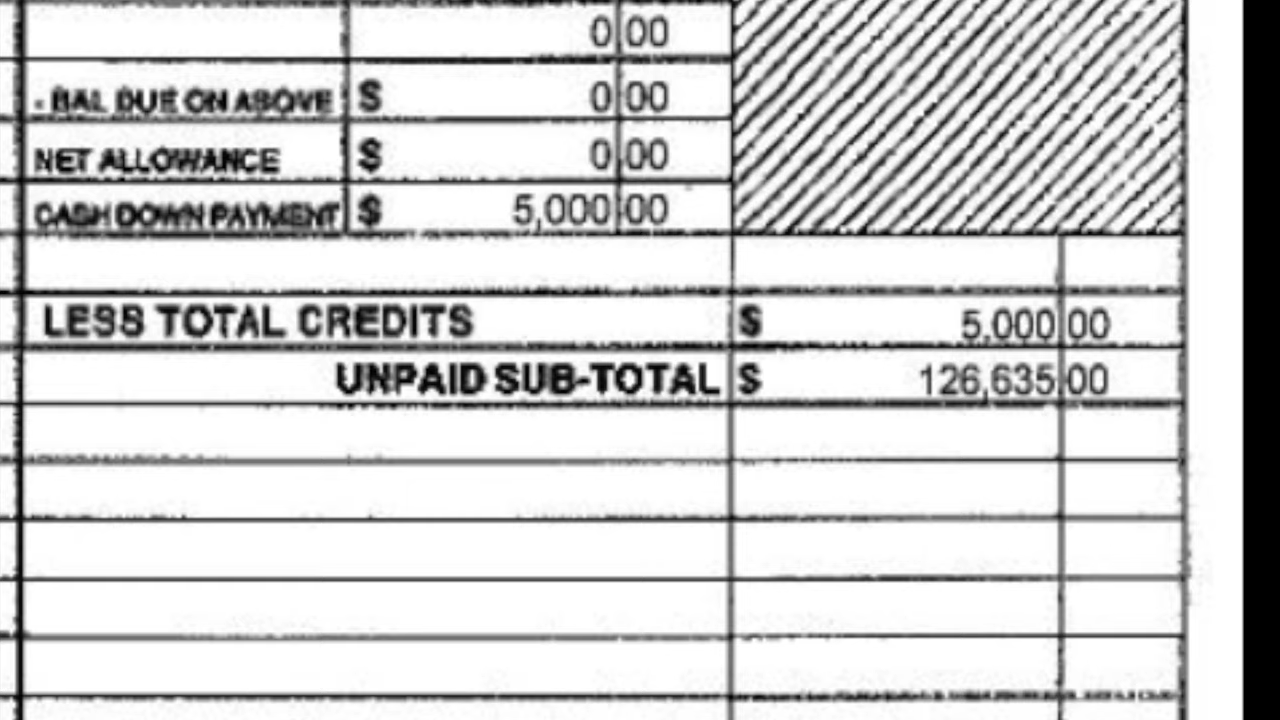 0 00
- BAL DUE ON ABOVE $ 0 00
NET ALLOWANCE $ 0 00
CASH DOWN PAYMENT $ 5,000 00
LESS TOTAL CREDITS $ 5,000 00
UNPAID SUB-TOTAL $ 126,635 00